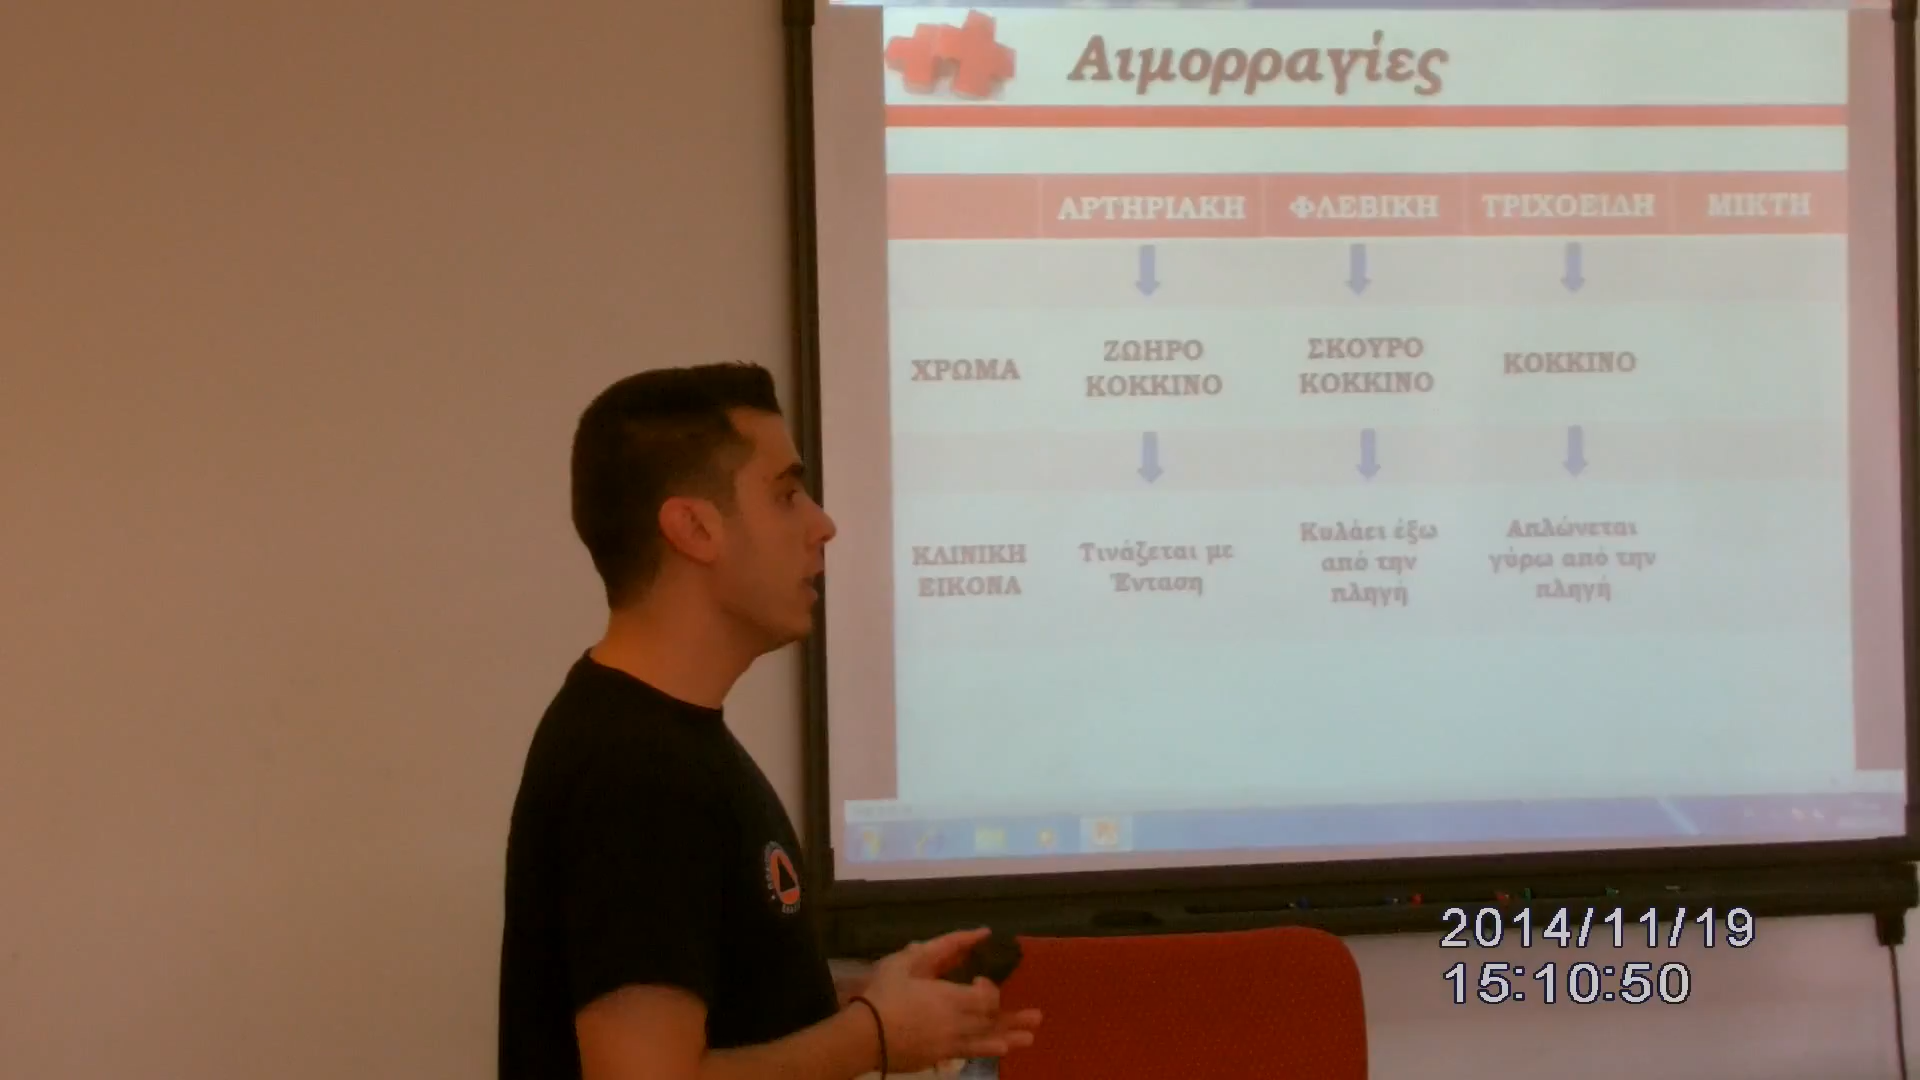 Αιμορραγίες
ΑΡΤΗΡΙΑΚΗ ΦΛΕΒΙΚΗ ΤΡΙΧΟΕΙΔΗ ΜΙΚΤΗ
ΧΡΩΜΑ
ΖΩΗΡΟ
ΚΟΚΚΙΝΟ
ΣΚΟΥΡΟ
ΚΟΚΚΙΝΟ
ΚΟΚΚΙΝΟ
ΚΛΙΝΙΚΗ
ΕΙΚΟΝΑ
Τινάζεται με
Ένταση
Κυλάει έξω
από την
πληγή
Απλώνεται
γύρω από την
πληγή
2014/11/19
15:10:50